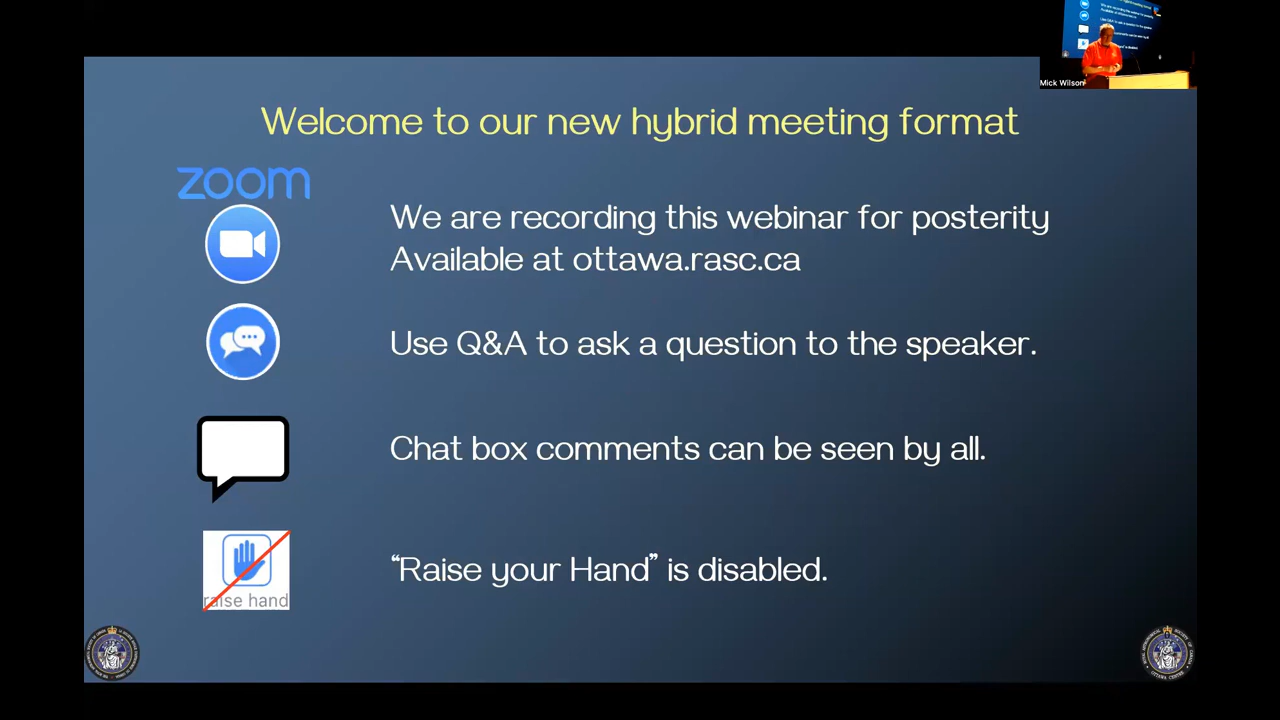 Mick Wilson
Welcome to our new hybrid meeting format
zoom
We are recording this webinar for posterity
Available at ottawa.rasc.ca
Use Q&A to ask a question to the speaker.
Chat box comments can be seen by all.
raise hand
“Raise your Hand” is disabled.
OTTAWA CENTRE